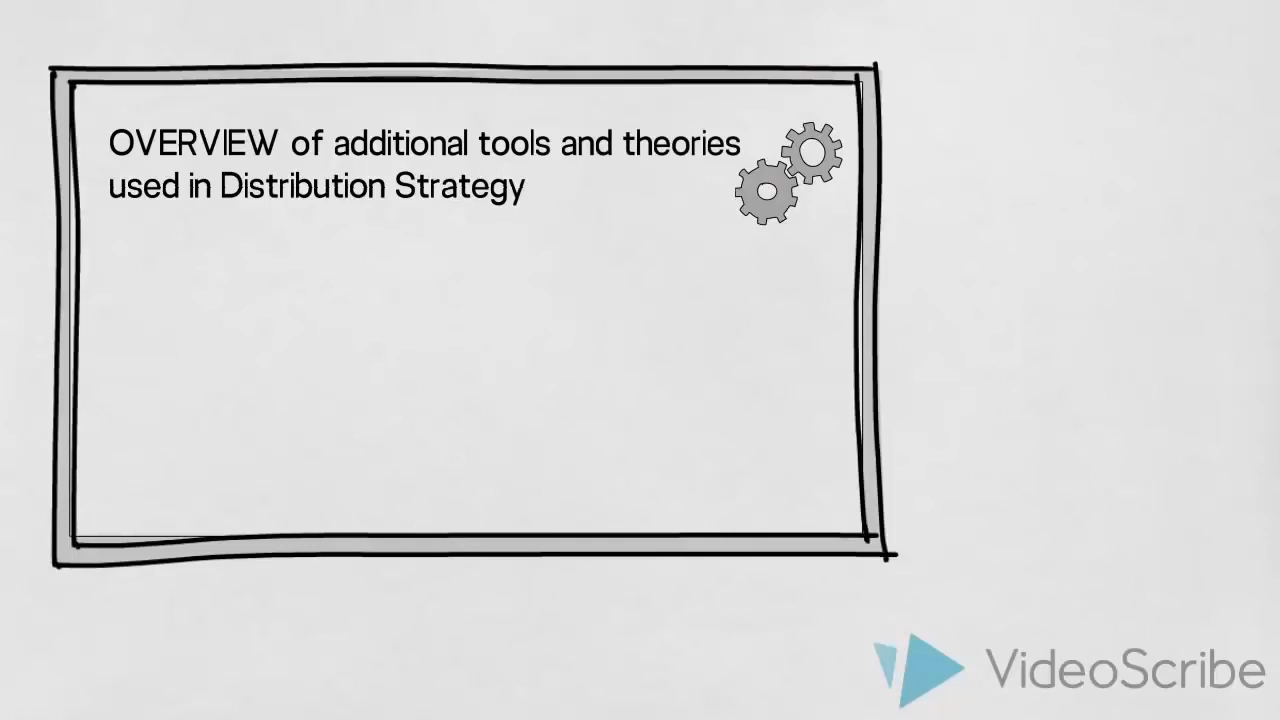 OVERVIEW of additional tools and theories
used in Distribution Strategy
VideoScribe